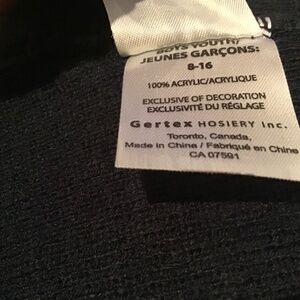 BOYS YOUTH/
JEUNES GARÇONS:
8-16
100% ACRYLIC/ACRYLIQUE
EXCLUSIVE OF DECORATION
EXCLUSIVITÉ DU RÉGLAGE
Gertex HOSIERY Inc.
Toronto, Canada,
Made in China / Fabriqué en Chine
CA 07591